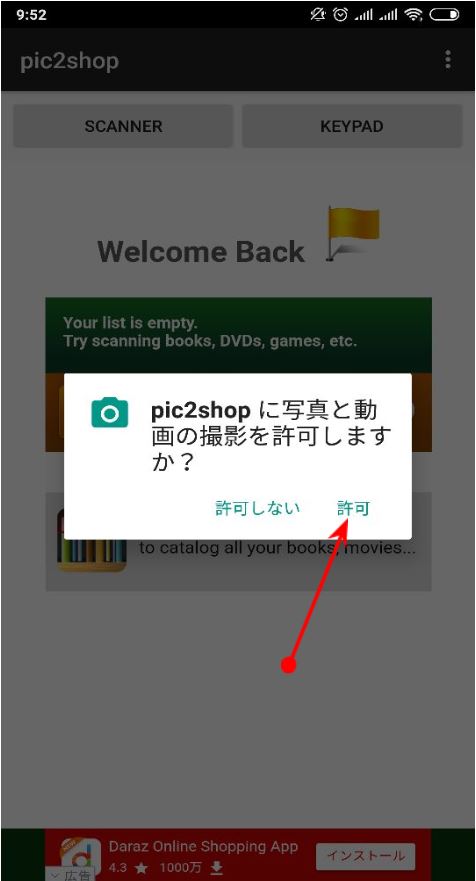 9:52
pic2shop
SCANNER
KEYPAD
Welcome Back
Your list is empty.
Try scanning books, DVDs, games, etc.
pic2shop に写真と動
画の撮影を許可します
か？
許可しない
許可
to catalog all your books, movies...
NEW
Daraz Online Shopping App
4.3 ★ 1000万
インストール
広告